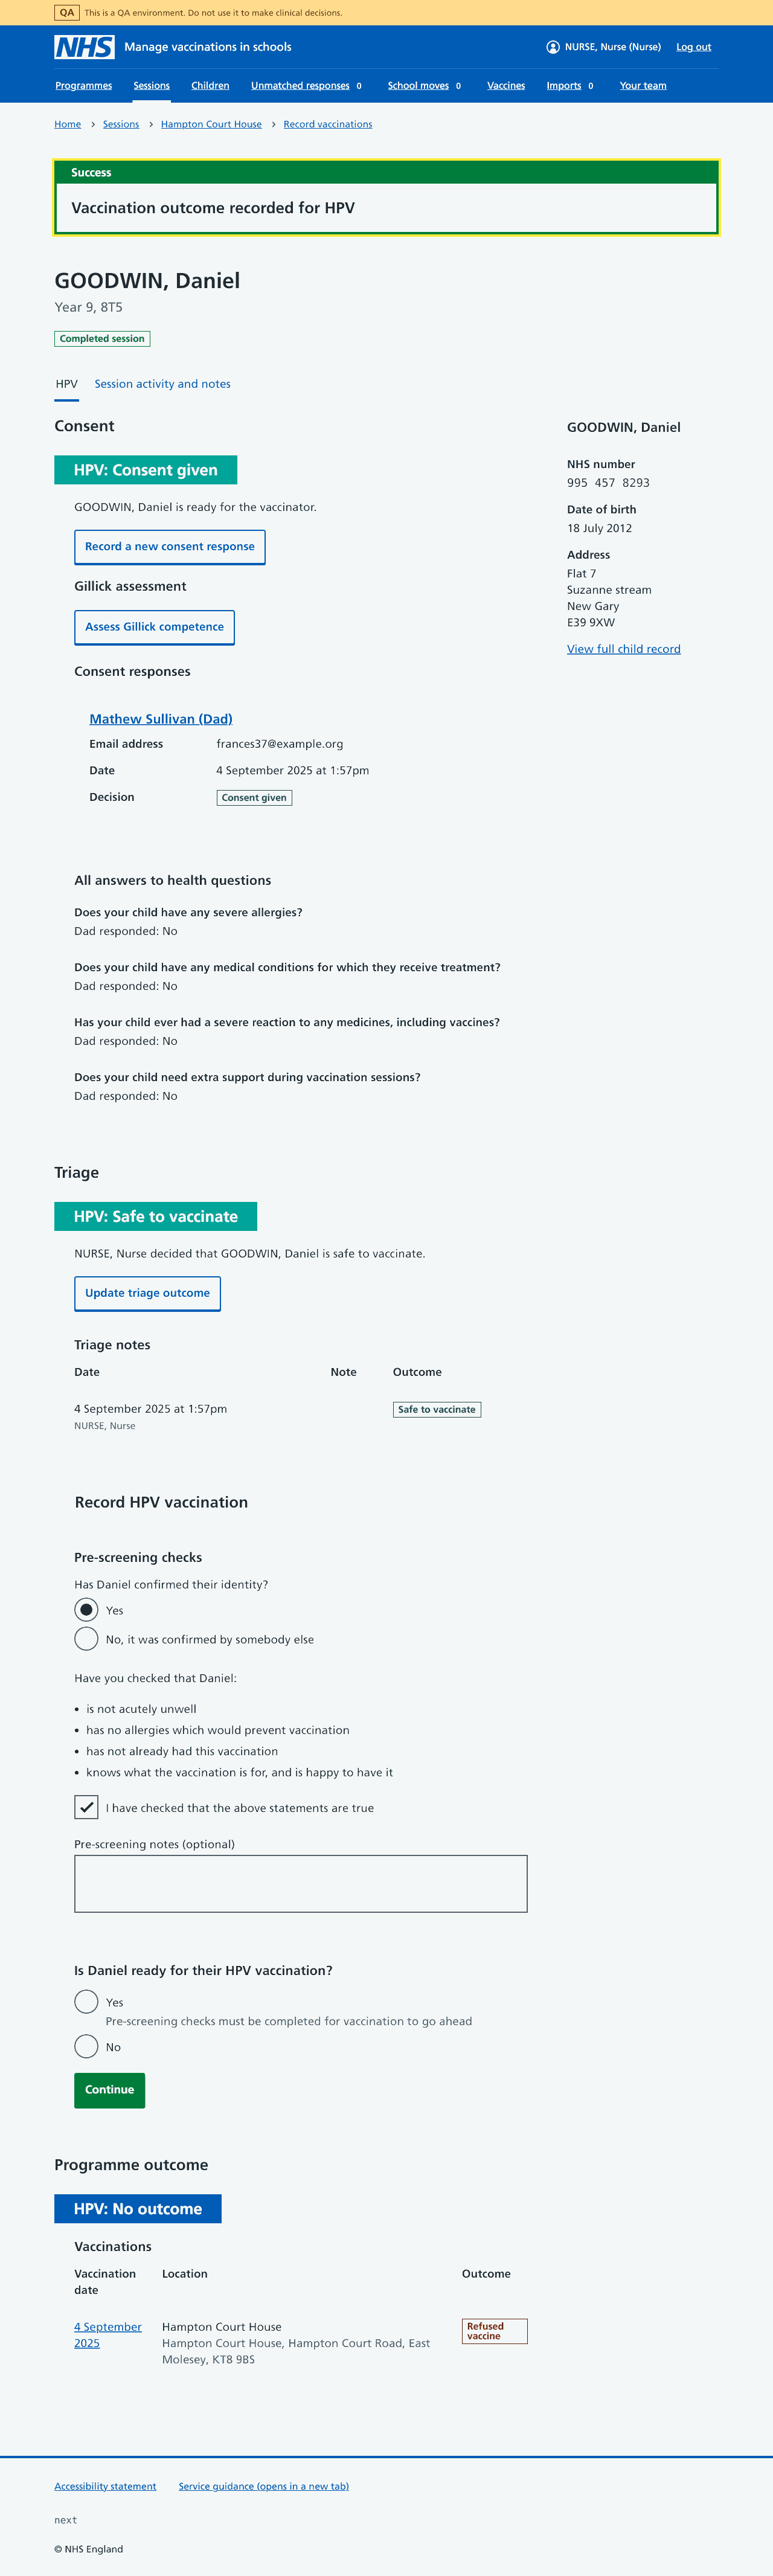 QA This is a QA environment. Do not use it to make clinical decisions.
NHS Manage vaccinations in schools NURSE, Nurse (Nurse) Log out
Programmes Sessions Children Unmatched responses 0 School moves 0 Vaccines Imports 0 Your team
Home > Sessions > Hampton Court House > Record vaccinations
Success
Vaccination outcome recorded for HPV
GOODWIN, Daniel
Year 9, 8T5
Completed session
HPV Session activity and notes
Consent
HPV: Consent given
GOODWIN, Daniel is ready for the vaccinator.
Record a new consent response
Gillick assessment
Assess Gillick competence
Consent responses
Mathew Sullivan (Dad)
Email address frances37@example.org
Date 4 September 2025 at 1:57pm
Decision Consent given
All answers to health questions
Does your child have any severe allergies?
Dad responded: No
Does your child have any medical conditions for which they receive treatment?
Dad responded: No
Has your child ever had a severe reaction to any medicines, including vaccines?
Dad responded: No
Does your child need extra support during vaccination sessions?
Dad responded: No
GOODWIN, Daniel
NHS number
995 457 8293
Date of birth
18 July 2012
Address
Flat 7
Suzanne stream
New Gary
E39 9XW
View full child record
Triage
HPV: Safe to vaccinate
NURSE, Nurse decided that GOODWIN, Daniel is safe to vaccinate.
Update triage outcome
Triage notes
Date Note Outcome
4 September 2025 at 1:57pm Safe to vaccinate
NURSE, Nurse
Record HPV vaccination
Pre-screening checks
Has Daniel confirmed their identity?
Yes
No, it was confirmed by somebody else
Have you checked that Daniel:
• is not acutely unwell
• has no allergies which would prevent vaccination
• has not already had this vaccination
• knows what the vaccination is for, and is happy to have it
I have checked that the above statements are true
Pre-screening notes (optional)
Is Daniel ready for their HPV vaccination?
Yes
Pre-screening checks must be completed for vaccination to go ahead
No
Continue
Programme outcome
HPV: No outcome
Vaccinations
Vaccination date Location Outcome
4 September 2025
Hampton Court House
Hampton Court House, Hampton Court Road, East
Molesey, KT8 9BS
Refused
vaccine
Accessibility statement Service guidance (opens in a new tab)
next
© NHS England